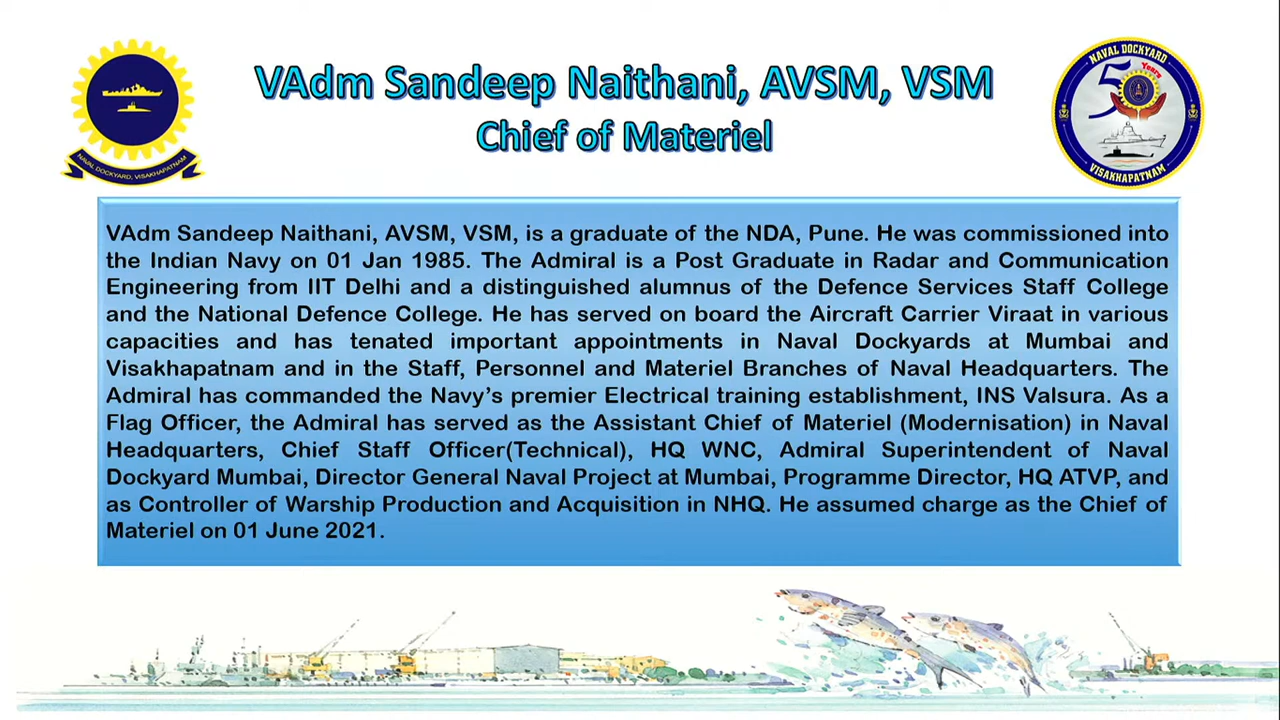 VAdm Sandeep Naithani, AVSM, VSM
Chief of Materiel
NAVAL DOCKYARD, VISAKHAPATNAM
NAVAL DOCKYARD
50 Years
VISAKHAPATNAM
VAdm Sandeep Naithani, AVSM, VSM, is a graduate of the NDA, Pune. He was commissioned into
the Indian Navy on 01 Jan 1985. The Admiral is a Post Graduate in Radar and Communication
Engineering from IIT Delhi and a distinguished alumnus of the Defence Services Staff College
and the National Defence College. He has served on board the Aircraft Carrier Viraat in various
capacities and has tenated important appointments in Naval Dockyards at Mumbai and
Visakhapatnam and in the Staff, Personnel and Materiel Branches of Naval Headquarters. The
Admiral has commanded the Navy’s premier Electrical training establishment, INS Valsura. As a
Flag Officer, the Admiral has served as the Assistant Chief of Materiel (Modernisation) in Naval
Headquarters, Chief Staff Officer(Technical), HQ WNC, Admiral Superintendent of Naval
Dockyard Mumbai, Director General Naval Project at Mumbai, Programme Director, HQ ATVP, and
as Controller of Warship Production and Acquisition in NHQ. He assumed charge as the Chief of
Materiel on 01 June 2021.